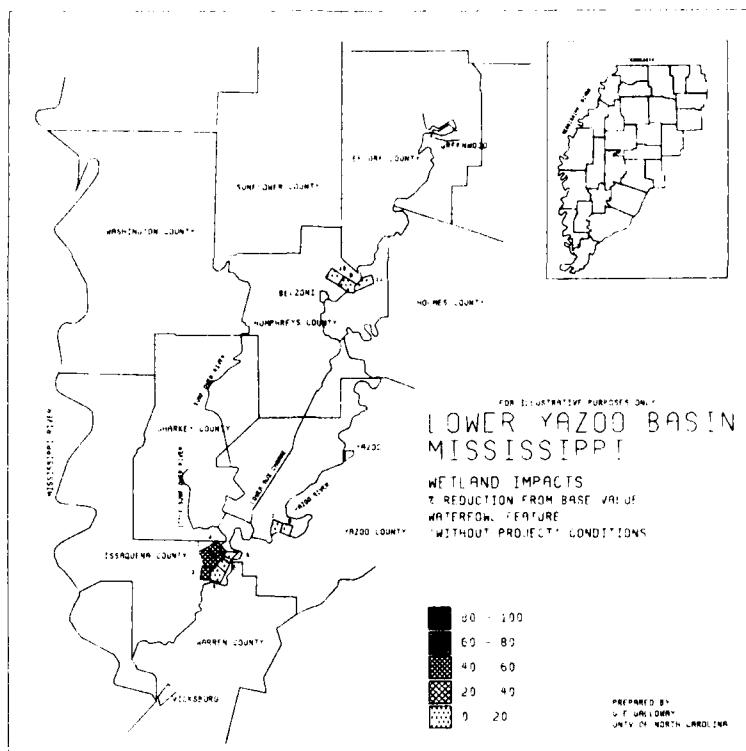 GREENWOOD
SUNFLOWER COUNTY
WASHINGTON COUNTY
BELZONI
HOLMES COUNTY
HUMPHREYS COUNTY
MISSISSIPPI RIVER
SHARKEY COUNTY
YAZOO
YAZOO RIVER
YAZOO COUNTY
ISSAQUENA COUNTY
WARREN COUNTY
VICKSBURG
FOR ILLUSTRATIVE PURPOSES ONLY
LOWER YAZOO BASIN
MISSISSIPPI
WETLAND IMPACTS
% REDUCTION FROM BASE VALUE
WATERFOWL FEATURE
"WITHOUT PROJECT" CONDITIONS
80 - 100
60 - 80
40 60
20 40
0 20
PREPARED BY
G E GALLOWAY
UNTV OF NORTH CAROLINA